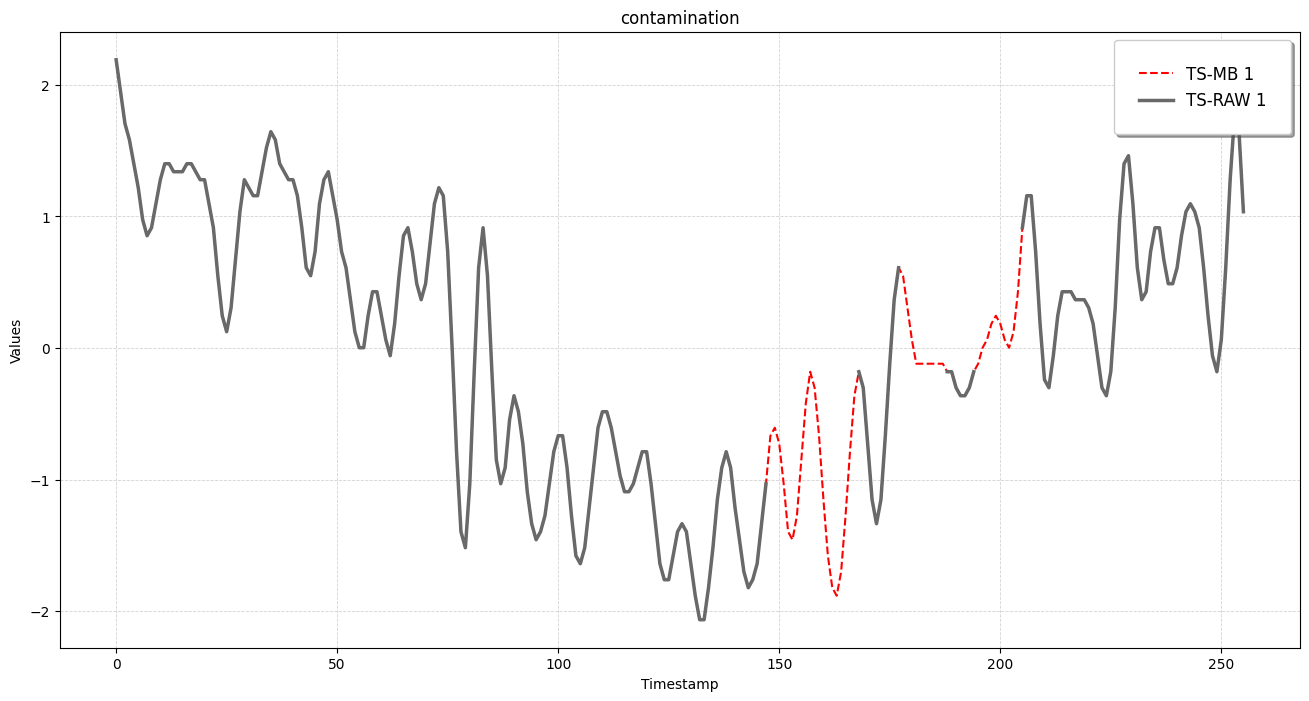 contamination
TS-MB 1
TS-RAW 1
Values
2
1
0
−1
−2
0 50 100 150 200 250
Timestamp